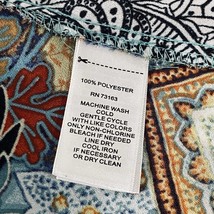 100% POLYESTER
RN 73163
MACHINE WASH
COLD
GENTLE CYCLE
WITH LIKE COLORS
ONLY NON-CHLORINE
BLEACH IF NEEDED
LINE DRY
COOL IRON
IF NECESSARY
OR DRY CLEAN